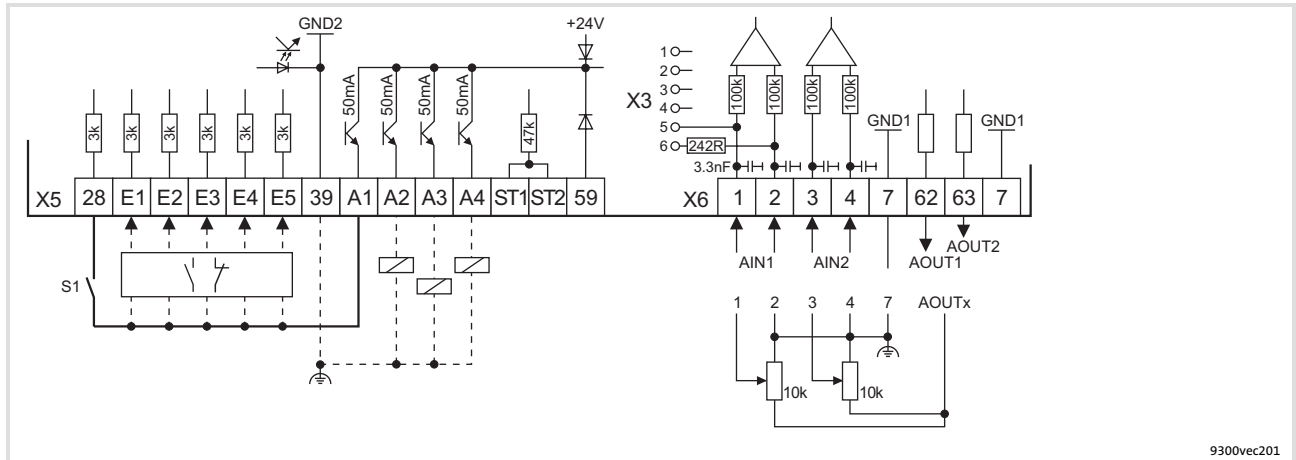 GND2
+24V
50mA
50mA
50mA
50mA
3k
3k
3k
3k
3k
3k
47k
X5 28 E1 E2 E3 E4 E5 39 A1 A2 A3 A4 ST1 ST2 59
S1
X3
1
2
3
4
5
6 242R
100k
100k
100k
100k
3.3nF
GND1
GND1
X6 1 2 3 4 7 62 63 7
AIN1
AIN2
AOUT1
AOUT2
1 2 3 4 7 AOUTx
10k
10k
9300vec201